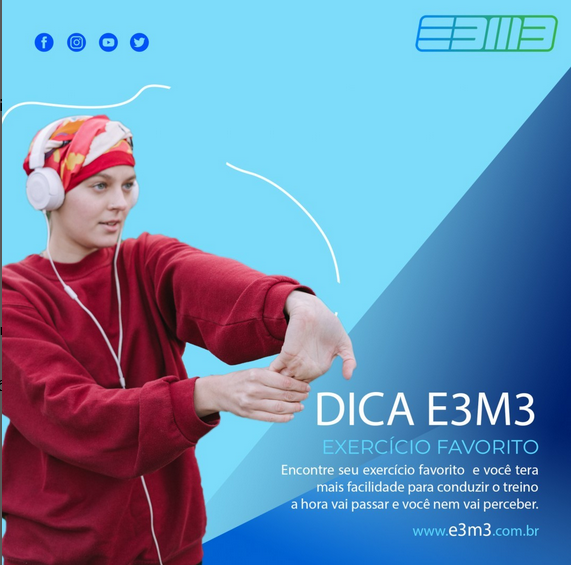 E3M3
DICA E3M3
EXERCÍCIO FAVORITO
Encontre seu exercício favorito e você tera
mais facilidade para conduzir o treino
a hora vai passar e você nem vai perceber.
www.e3m3.com.br